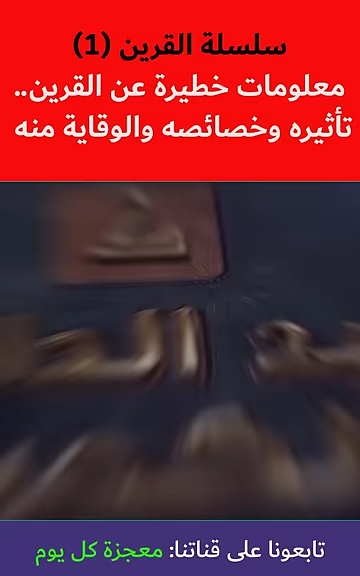 سلسلة القرين (1)
معلومات خطيرة عن القرين..
تأثيره وخصائصه والوقاية منه
تابعونا على قناتنا: معجزة كل يوم